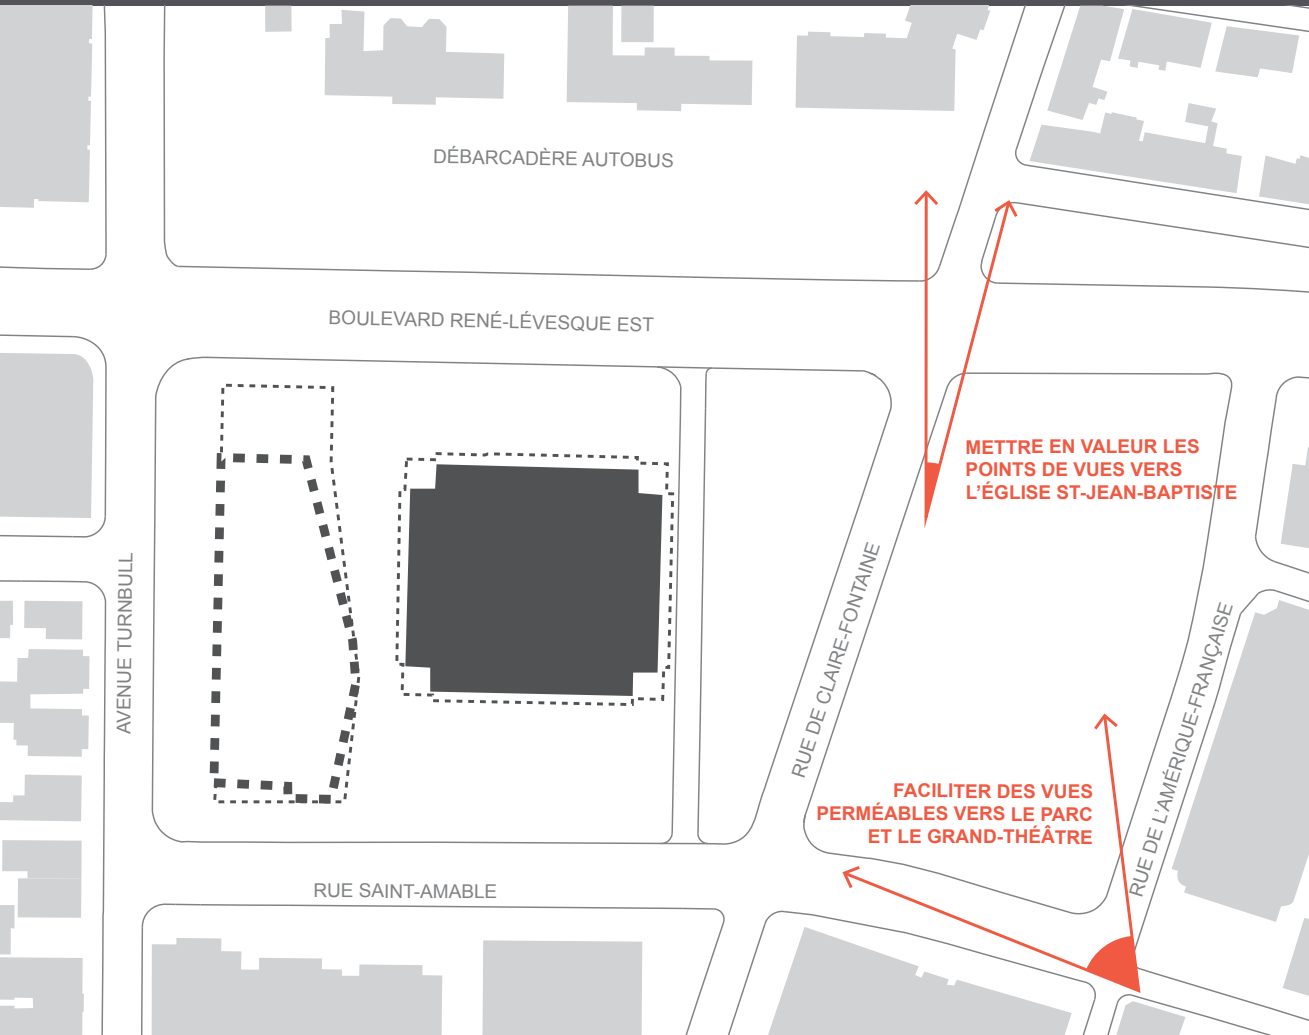 DÉBARCADÈRE AUTOBUS
BOULEVARD RENÉ-LÉVESQUE EST
METTRE EN VALEUR LES
POINTS DE VUES VERS
L'ÉGLISE ST-JEAN-BAPTISTE
AVENUE TURNBULL
RUE DE CLAIRE-FONTAINE
RUE DE L'AMÉRIQUE-FRANÇAISE
FACILITER DES VUES
PERMÉABLES VERS LE PARC
ET LE GRAND-THÉÂTRE
RUE SAINT-AMABLE